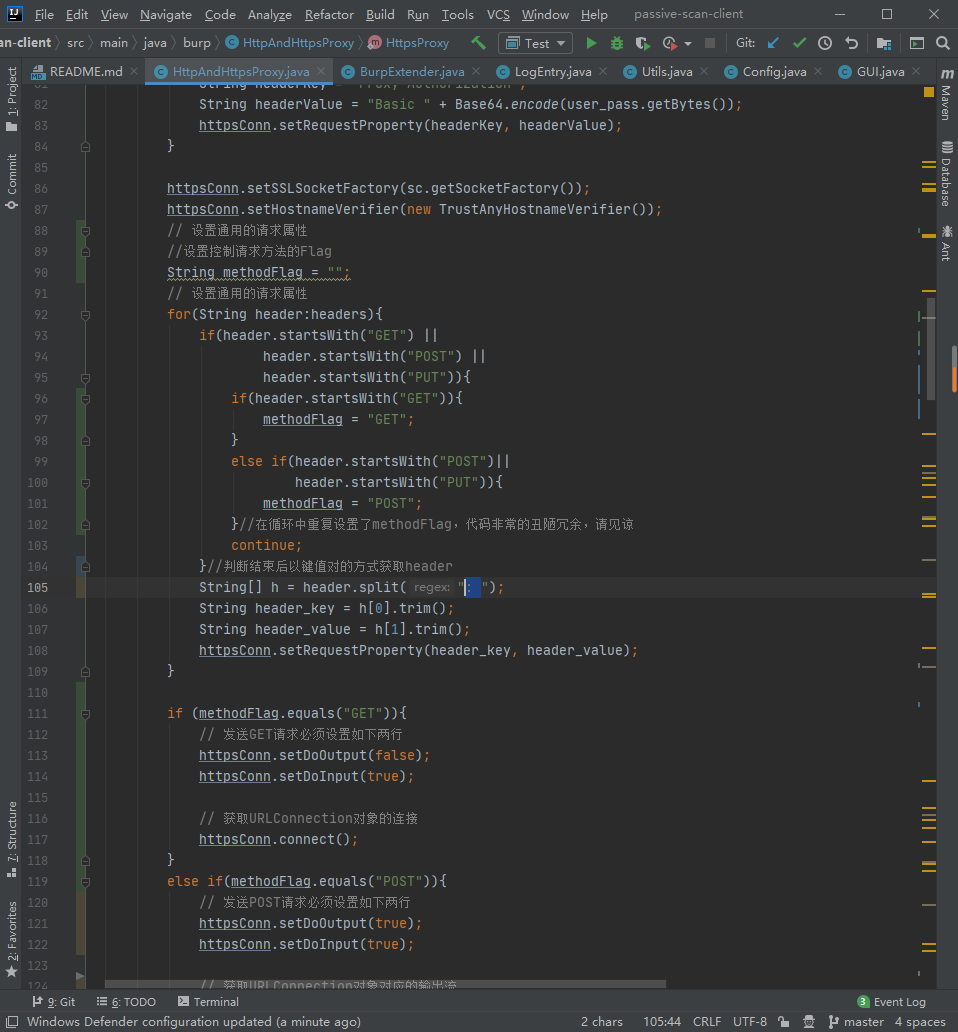 File Edit View Navigate Code Analyze Refactor Build Run Tools VCS Window Help passive-scan-client
an-client src main java burp HttpAndHttpsProxy HttpsProxy Test Git:
README.md HttpAndHttpsProxy.java BurpExtender.java LogEntry.java Utils.java Config.java GUI.java
1: Project
Commit
7: Structure
2: Favorites
Maven
Database
Ant
82 String headerValue = "Basic " + Base64.encode(user_pass.getBytes());
83 httpsConn.setRequestProperty(headerKey, headerValue);
84 }
85
86 httpsConn.setSSLSocketFactory(sc.getSocketFactory());
87 httpsConn.setHostnameVerifier(new TrustAnyHostnameVerifier());
88 // 设置通用的请求属性
89 //设置控制请求方法的Flag
90 String methodFlag = "";
91 // 设置通用的请求属性
92 for(String header:headers){
93 if(header.startsWith("GET") ||
94 header.startsWith("POST") ||
95 header.startsWith("PUT")){
96 if(header.startsWith("GET")){
97 methodFlag = "GET";
98 }
99 else if(header.startsWith("POST")||
100 header.startsWith("PUT")){
101 methodFlag = "POST";
102 }//在循环中重复设置了methodFlag，代码非常的丑陋冗余，请见谅
103 continue;
104 }//判断结束后以键值对的方式获取header
105 String[] h = header.split( regex: ": ");
106 String header_key = h[0].trim();
107 String header_value = h[1].trim();
108 httpsConn.setRequestProperty(header_key, header_value);
109 }
110
111 if (methodFlag.equals("GET")){
112 // 发送GET请求必须设置如下两行
113 httpsConn.setDoOutput(false);
114 httpsConn.setDoInput(true);
115
116 // 获取URLConnection对象的连接
117 httpsConn.connect();
118 }
119 else if(methodFlag.equals("POST")){
120 // 发送POST请求必须设置如下两行
121 httpsConn.setDoOutput(true);
122 httpsConn.setDoInput(true);
123
124 // 获取URLConnection对象对应的输出流
9: Git 6: TODO Terminal 3 Event Log
Windows Defender configuration updated (a minute ago) 2 chars 105:44 CRLF UTF-8 master 4 spaces